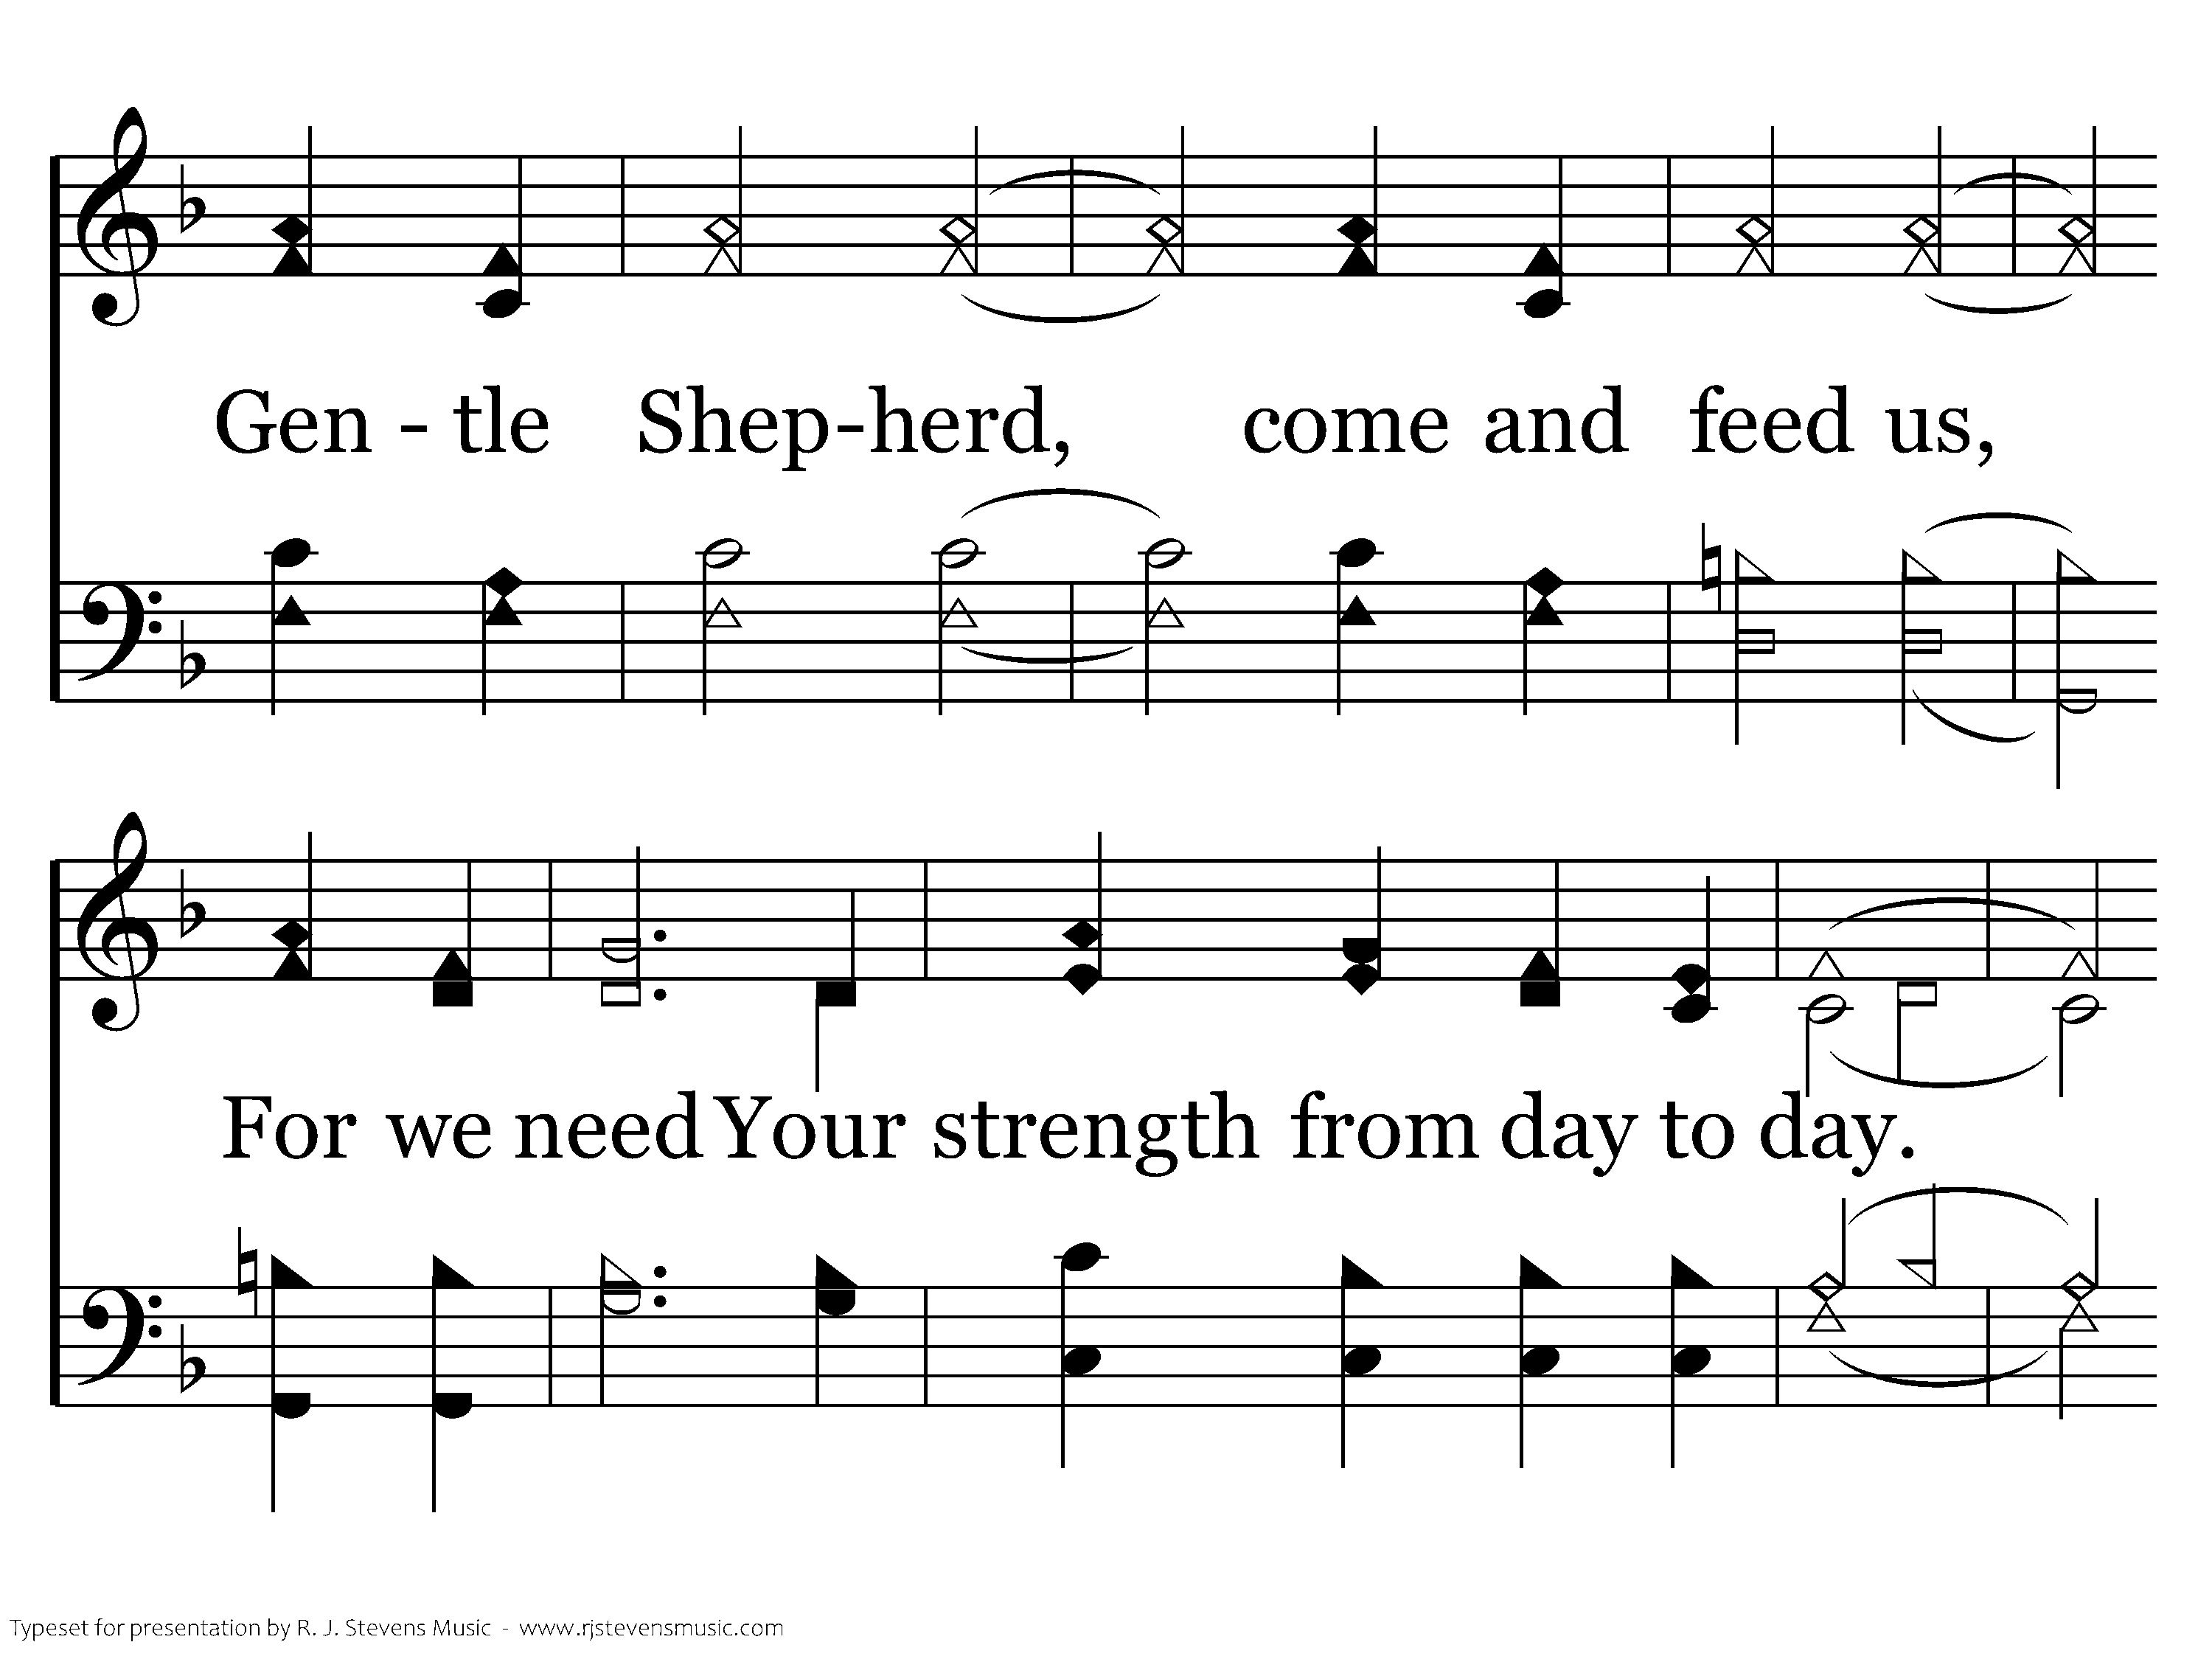 Gen - tle Shep-herd, come and feed us,
For we need Your strength from day to day.
Typeset for presentation by R. J. Stevens Music - www.rjstevensmusic.com